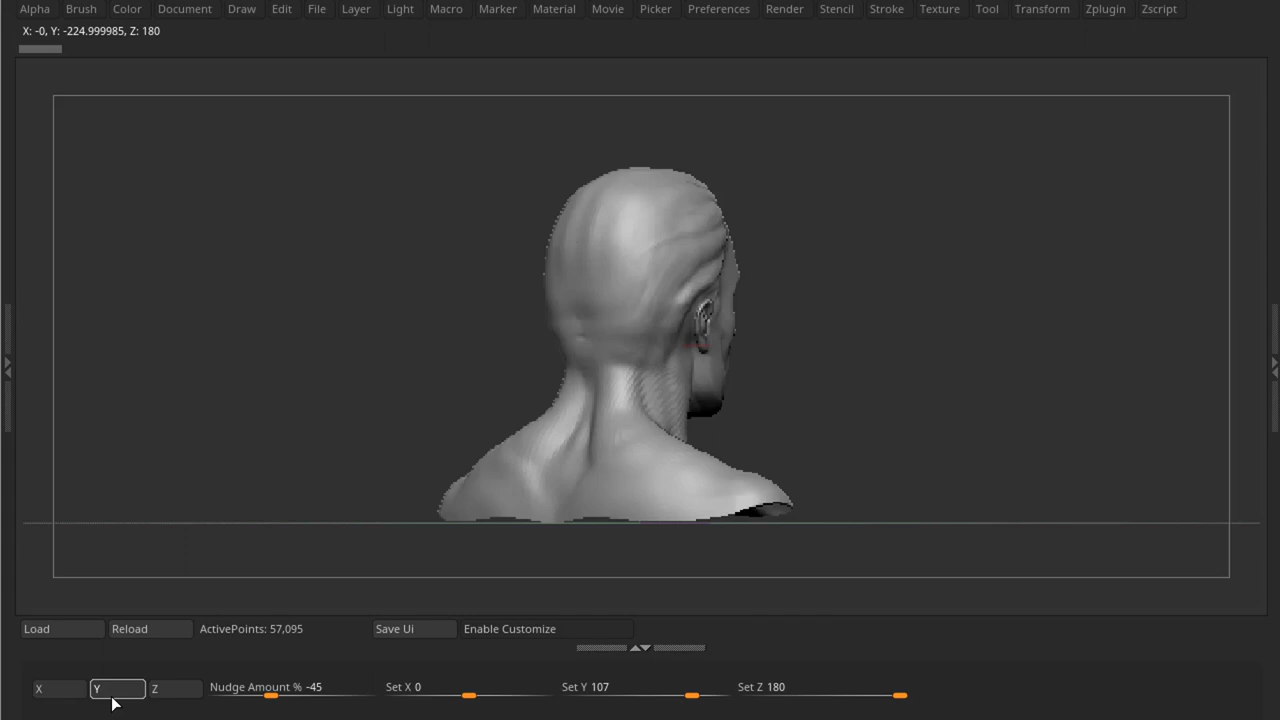 Alpha Brush Color Document Draw Edit File Layer Light Macro Marker Material Movie Picker Preferences Render Stencil Stroke Texture Tool Transform Zplugin Zscript
X: -0, Y: -224.999985, Z: 180
Load Reload ActivePoints: 57,095 Save Ui Enable Customize
X Y Z Nudge Amount % -45 Set X 0 Set Y 107 Set Z 180